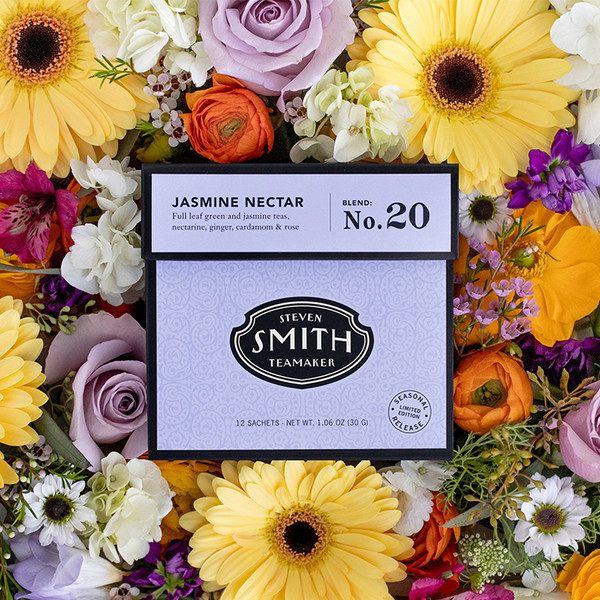 JASMINE NECTAR
Full leaf green and jasmine teas,
nectarine, ginger, cardamom & rose
BLEND:
No. 20
STEVEN
SMITH
TEAMAKER
12 SACHETS · NET WT. 1.06 OZ (30 G)
SEASONAL
LIMITED
EDITION
RELEASE